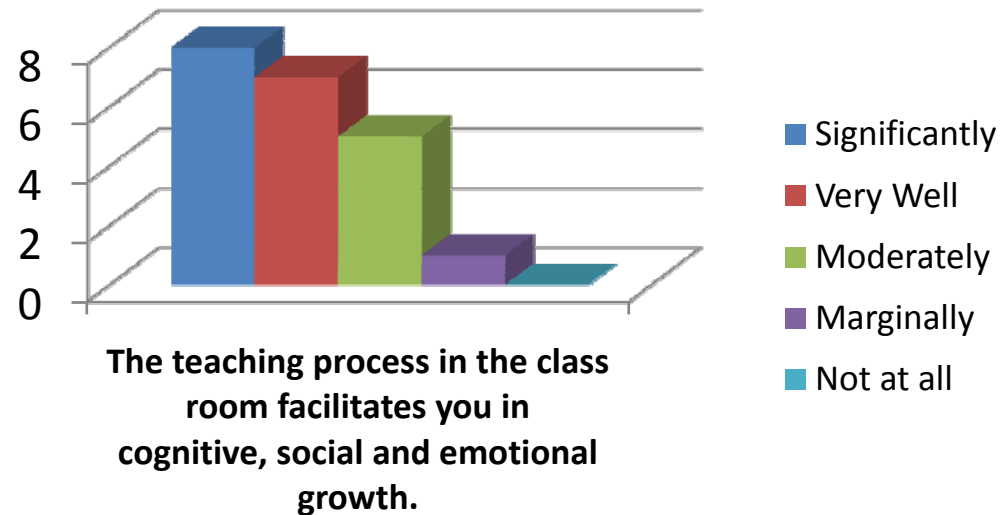 8
6
4
2
0
Significantly
Very Well
Moderately
Marginally
Not at all
The teaching process in the class
room facilitates you in
cognitive, social and emotional
growth.